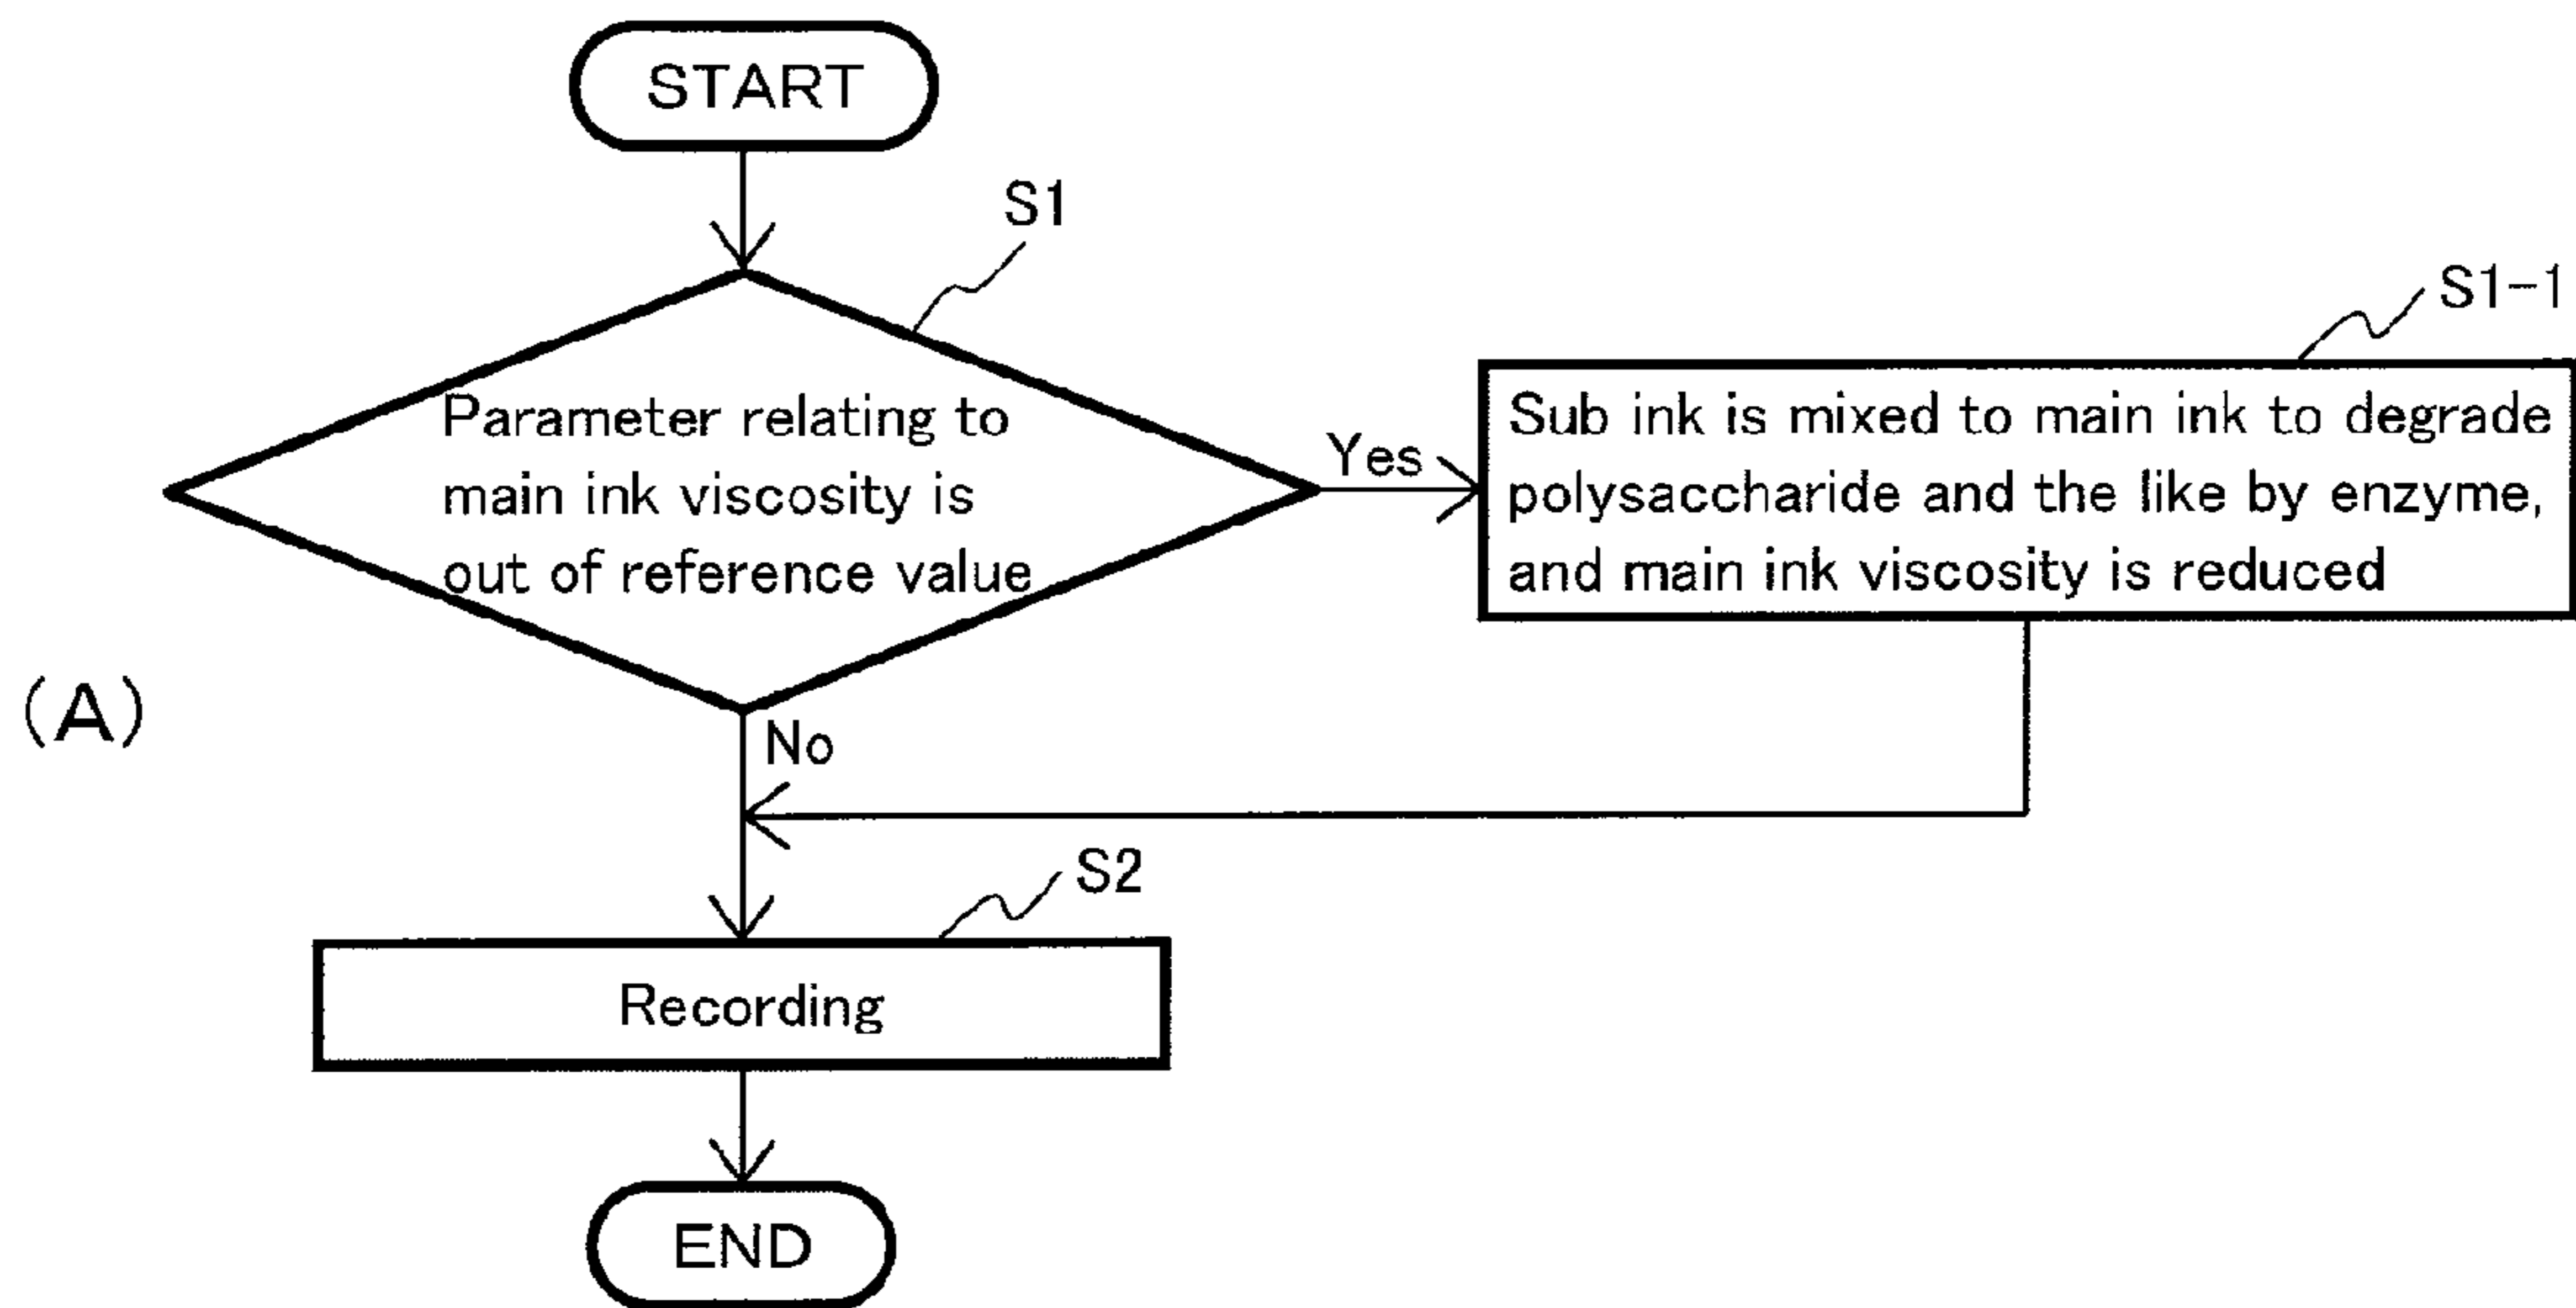 START
S1
Parameter relating to
main ink viscosity is
out of reference value
Yes
S1-1
Sub ink is mixed to main ink to degrade
polysaccharide and the like by enzyme,
and main ink viscosity is reduced
(A)
No
S2
Recording
END